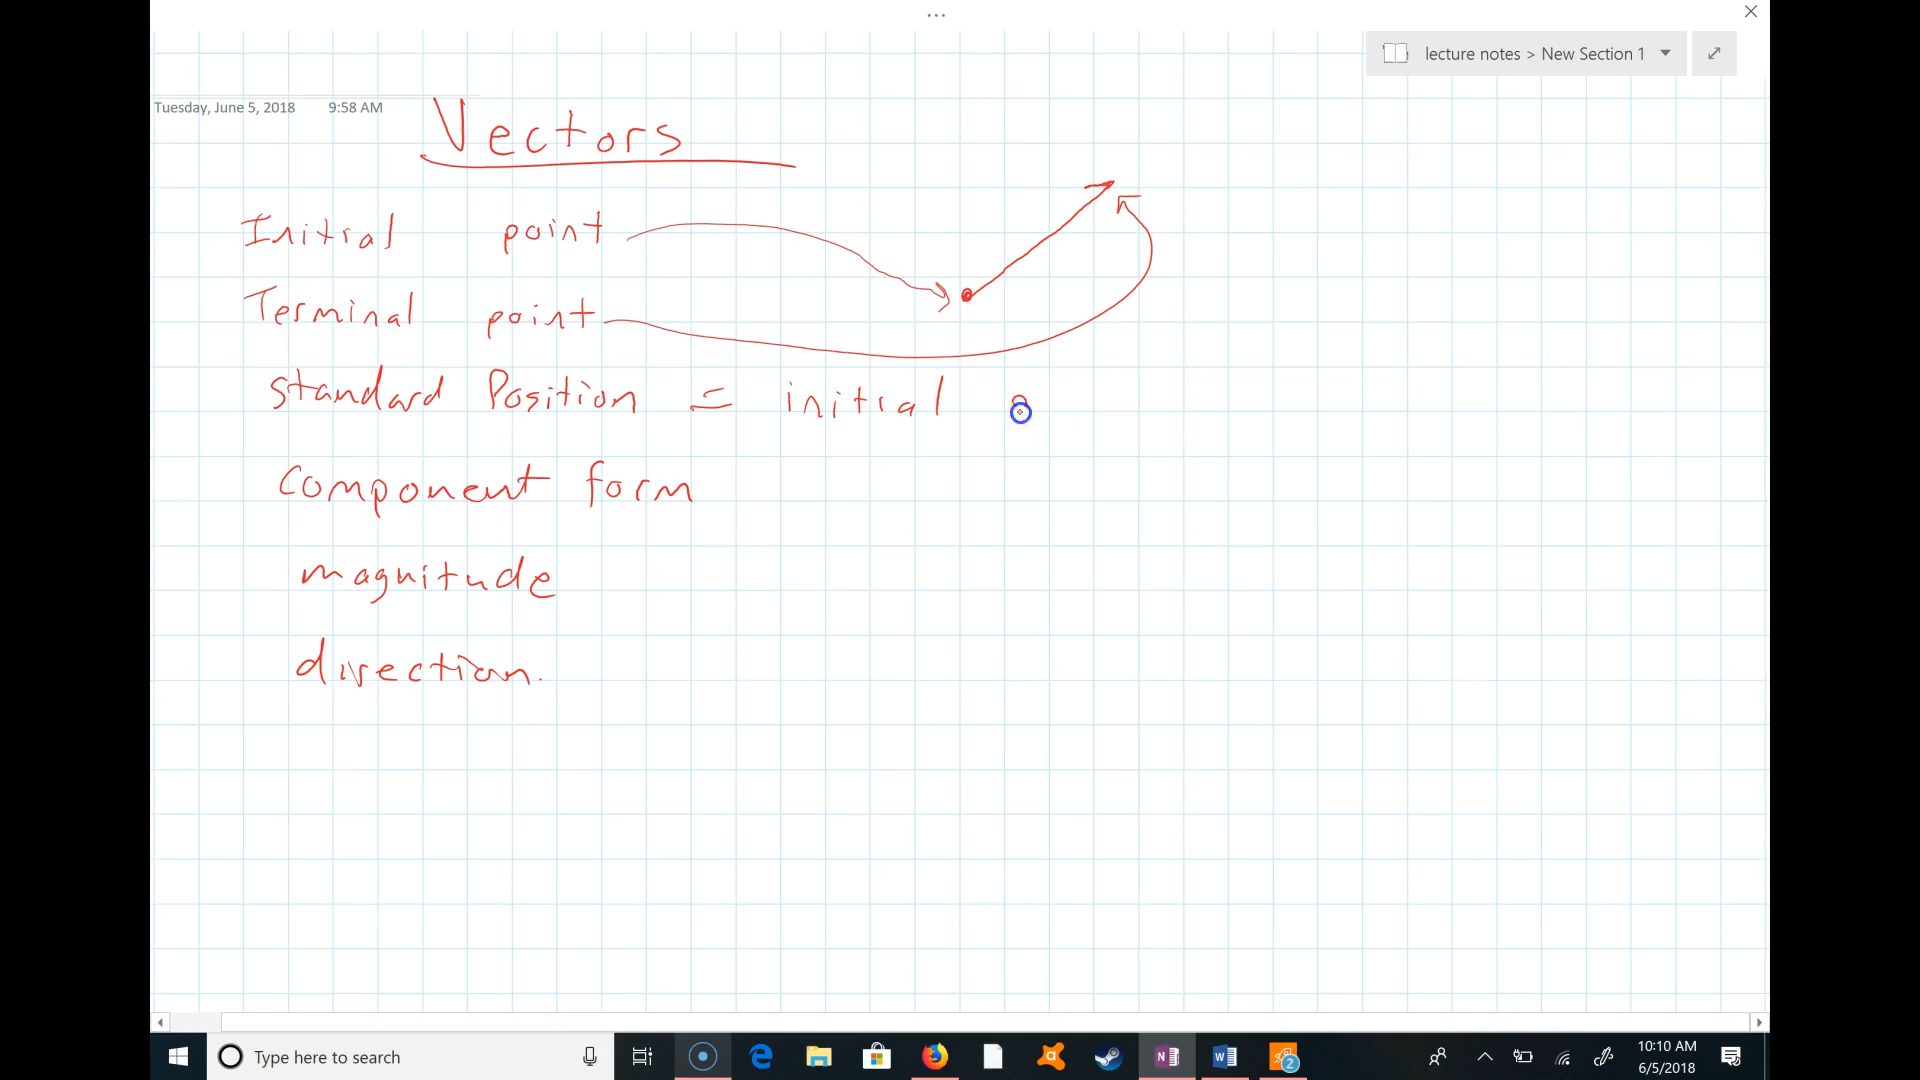 lecture notes > New Section 1
Tuesday, June 5, 2018 9:58 AM
Vectors
Initial point
Terminal point
Standard Position = initial
Component form
magnitude
direction.
Type here to search
2
10:10 AM
6/5/2018